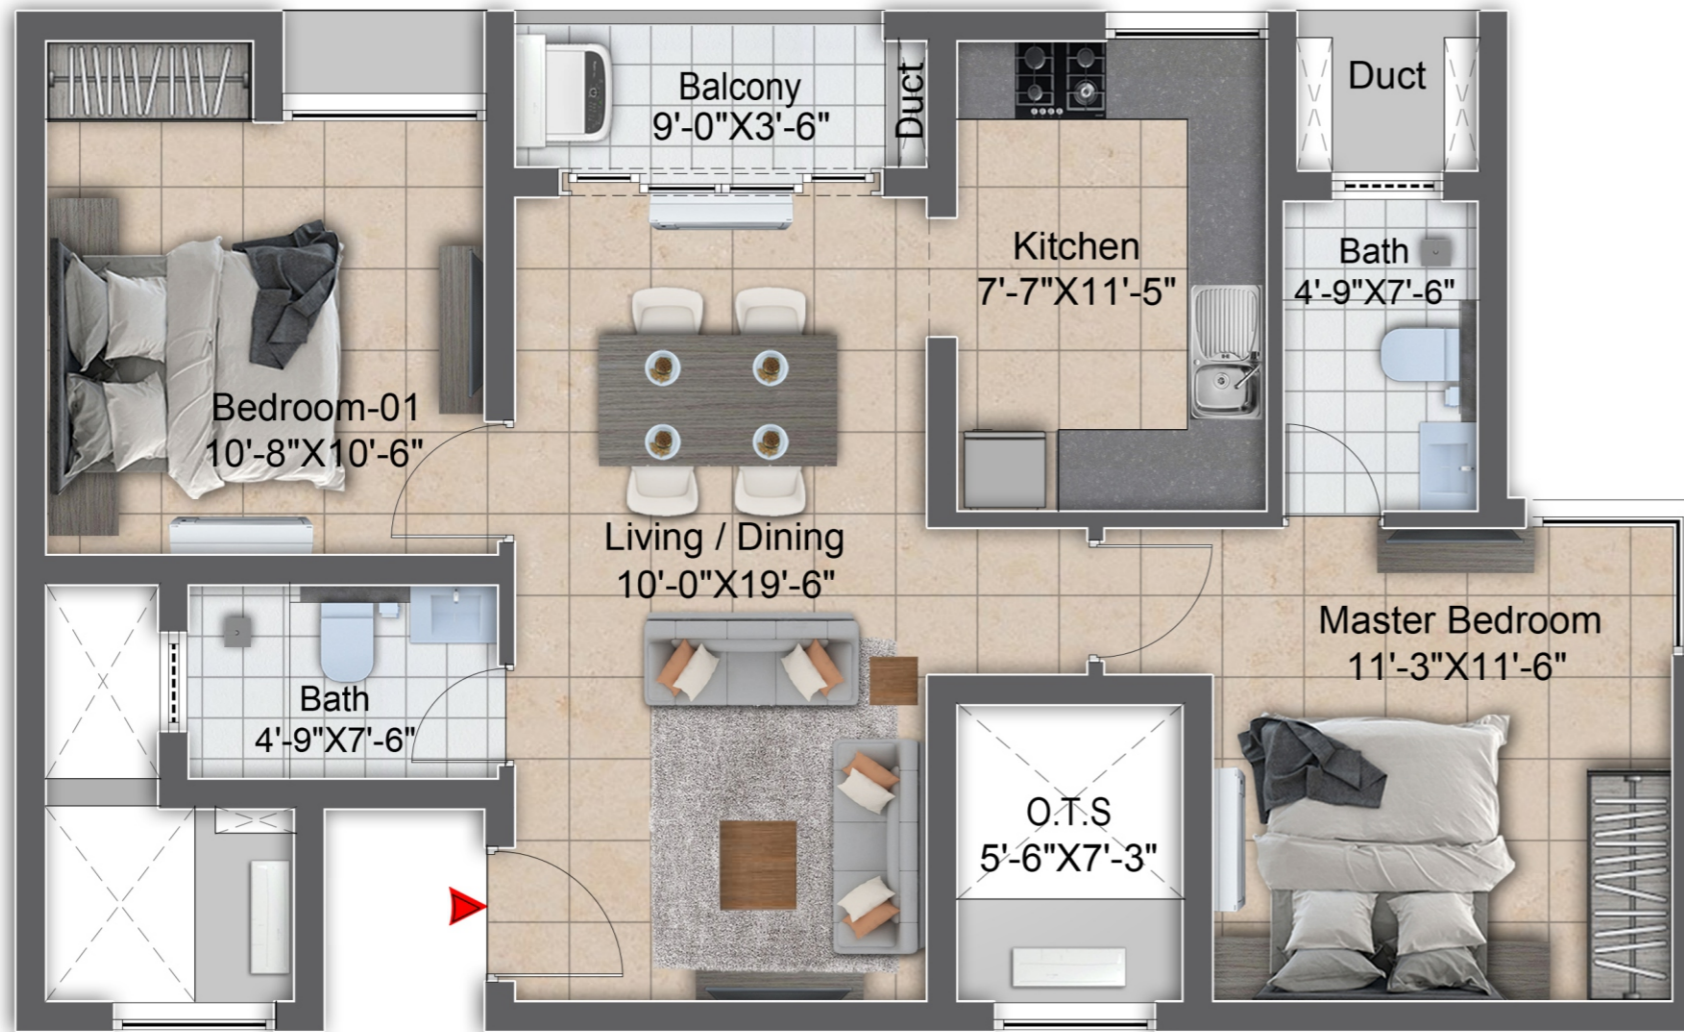 Balcony
9'-0"X3'-6"
Duct
Duct
Kitchen
7'-7"X11'-5"
Bath
4'-9"X7'-6"
Bedroom-01
10'-8"X10'-6"
Living / Dining
10'-0"X19'-6"
Master Bedroom
11'-3"X11'-6"
Bath
4'-9"X7'-6"
O.T.S
5'-6"X7'-3"